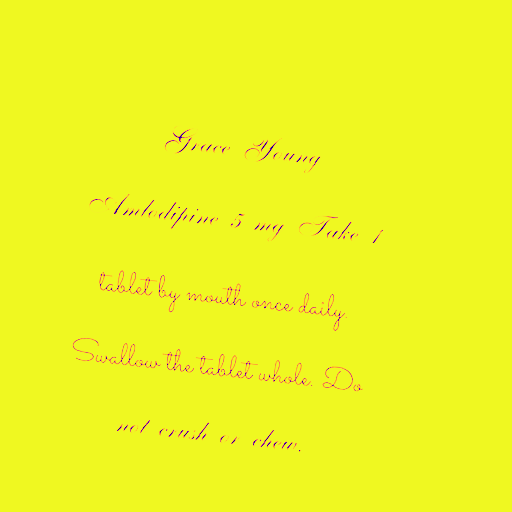 Grace Young
Amlodipine 5 mg Take 1
tablet by mouth once daily.
Swallow the tablet whole. Do
not crush or chew.